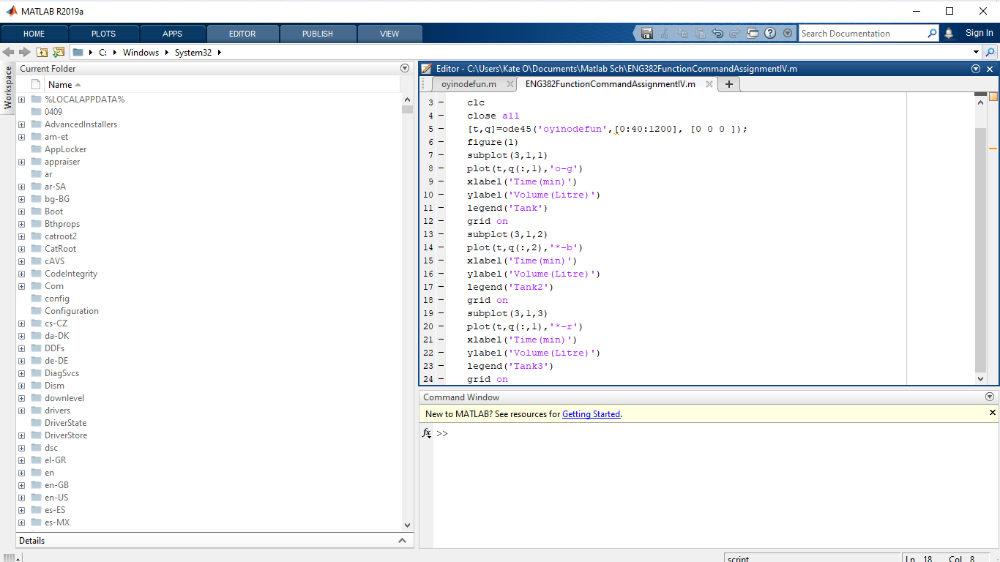 MATLAB R2019a
HOME PLOTS APPS EDITOR PUBLISH VIEW
Search Documentation
Sign In
C: Windows System32
Workspace
Current Folder
Name
%LOCALAPPDATA%
0409
AdvancedInstallers
am-et
AppLocker
appraiser
ar
ar-SA
bg-BG
Boot
Bthprops
catroot2
CatRoot
cAVS
CodeIntegrity
Com
config
Configuration
cs-CZ
da-DK
DDFs
de-DE
DiagSvcs
Dism
downlevel
drivers
DriverState
DriverStore
dsc
el-GR
en
en-GB
en-US
es-ES
es-MX
Details
Editor - C:\Users\Kate O\Documents\Matlab Sch\ENG382FunctionCommandAssignmentIV.m
oyinodefun.m ENG382FunctionCommandAssignmentIV.m
3 – clc
4 – close all
5 – [t,q]=ode45('oyinodefun',[0:40:1200], [0 0 0 ]);
6 – figure(1)
7 – subplot(3,1,1)
8 – plot(t,q(:,1),'o-g')
9 – xlabel('Time(min)')
10 – ylabel('Volume(Litre)')
11 – legend('Tank')
12 – grid on
13 – subplot(3,1,2)
14 – plot(t,q(:,2),'*-b')
15 – xlabel('Time(min)')
16 – ylabel('Volume(Litre)')
17 – legend('Tank2')
18 – grid on
19 – subplot(3,1,3)
20 – plot(t,q(:,1),'*-r')
21 – xlabel('Time(min)')
22 – ylabel('Volume(Litre)')
23 – legend('Tank3')
24 – grid on
Command Window
New to MATLAB? See resources for Getting Started.
fx >>
script
Ln 18 Col 8